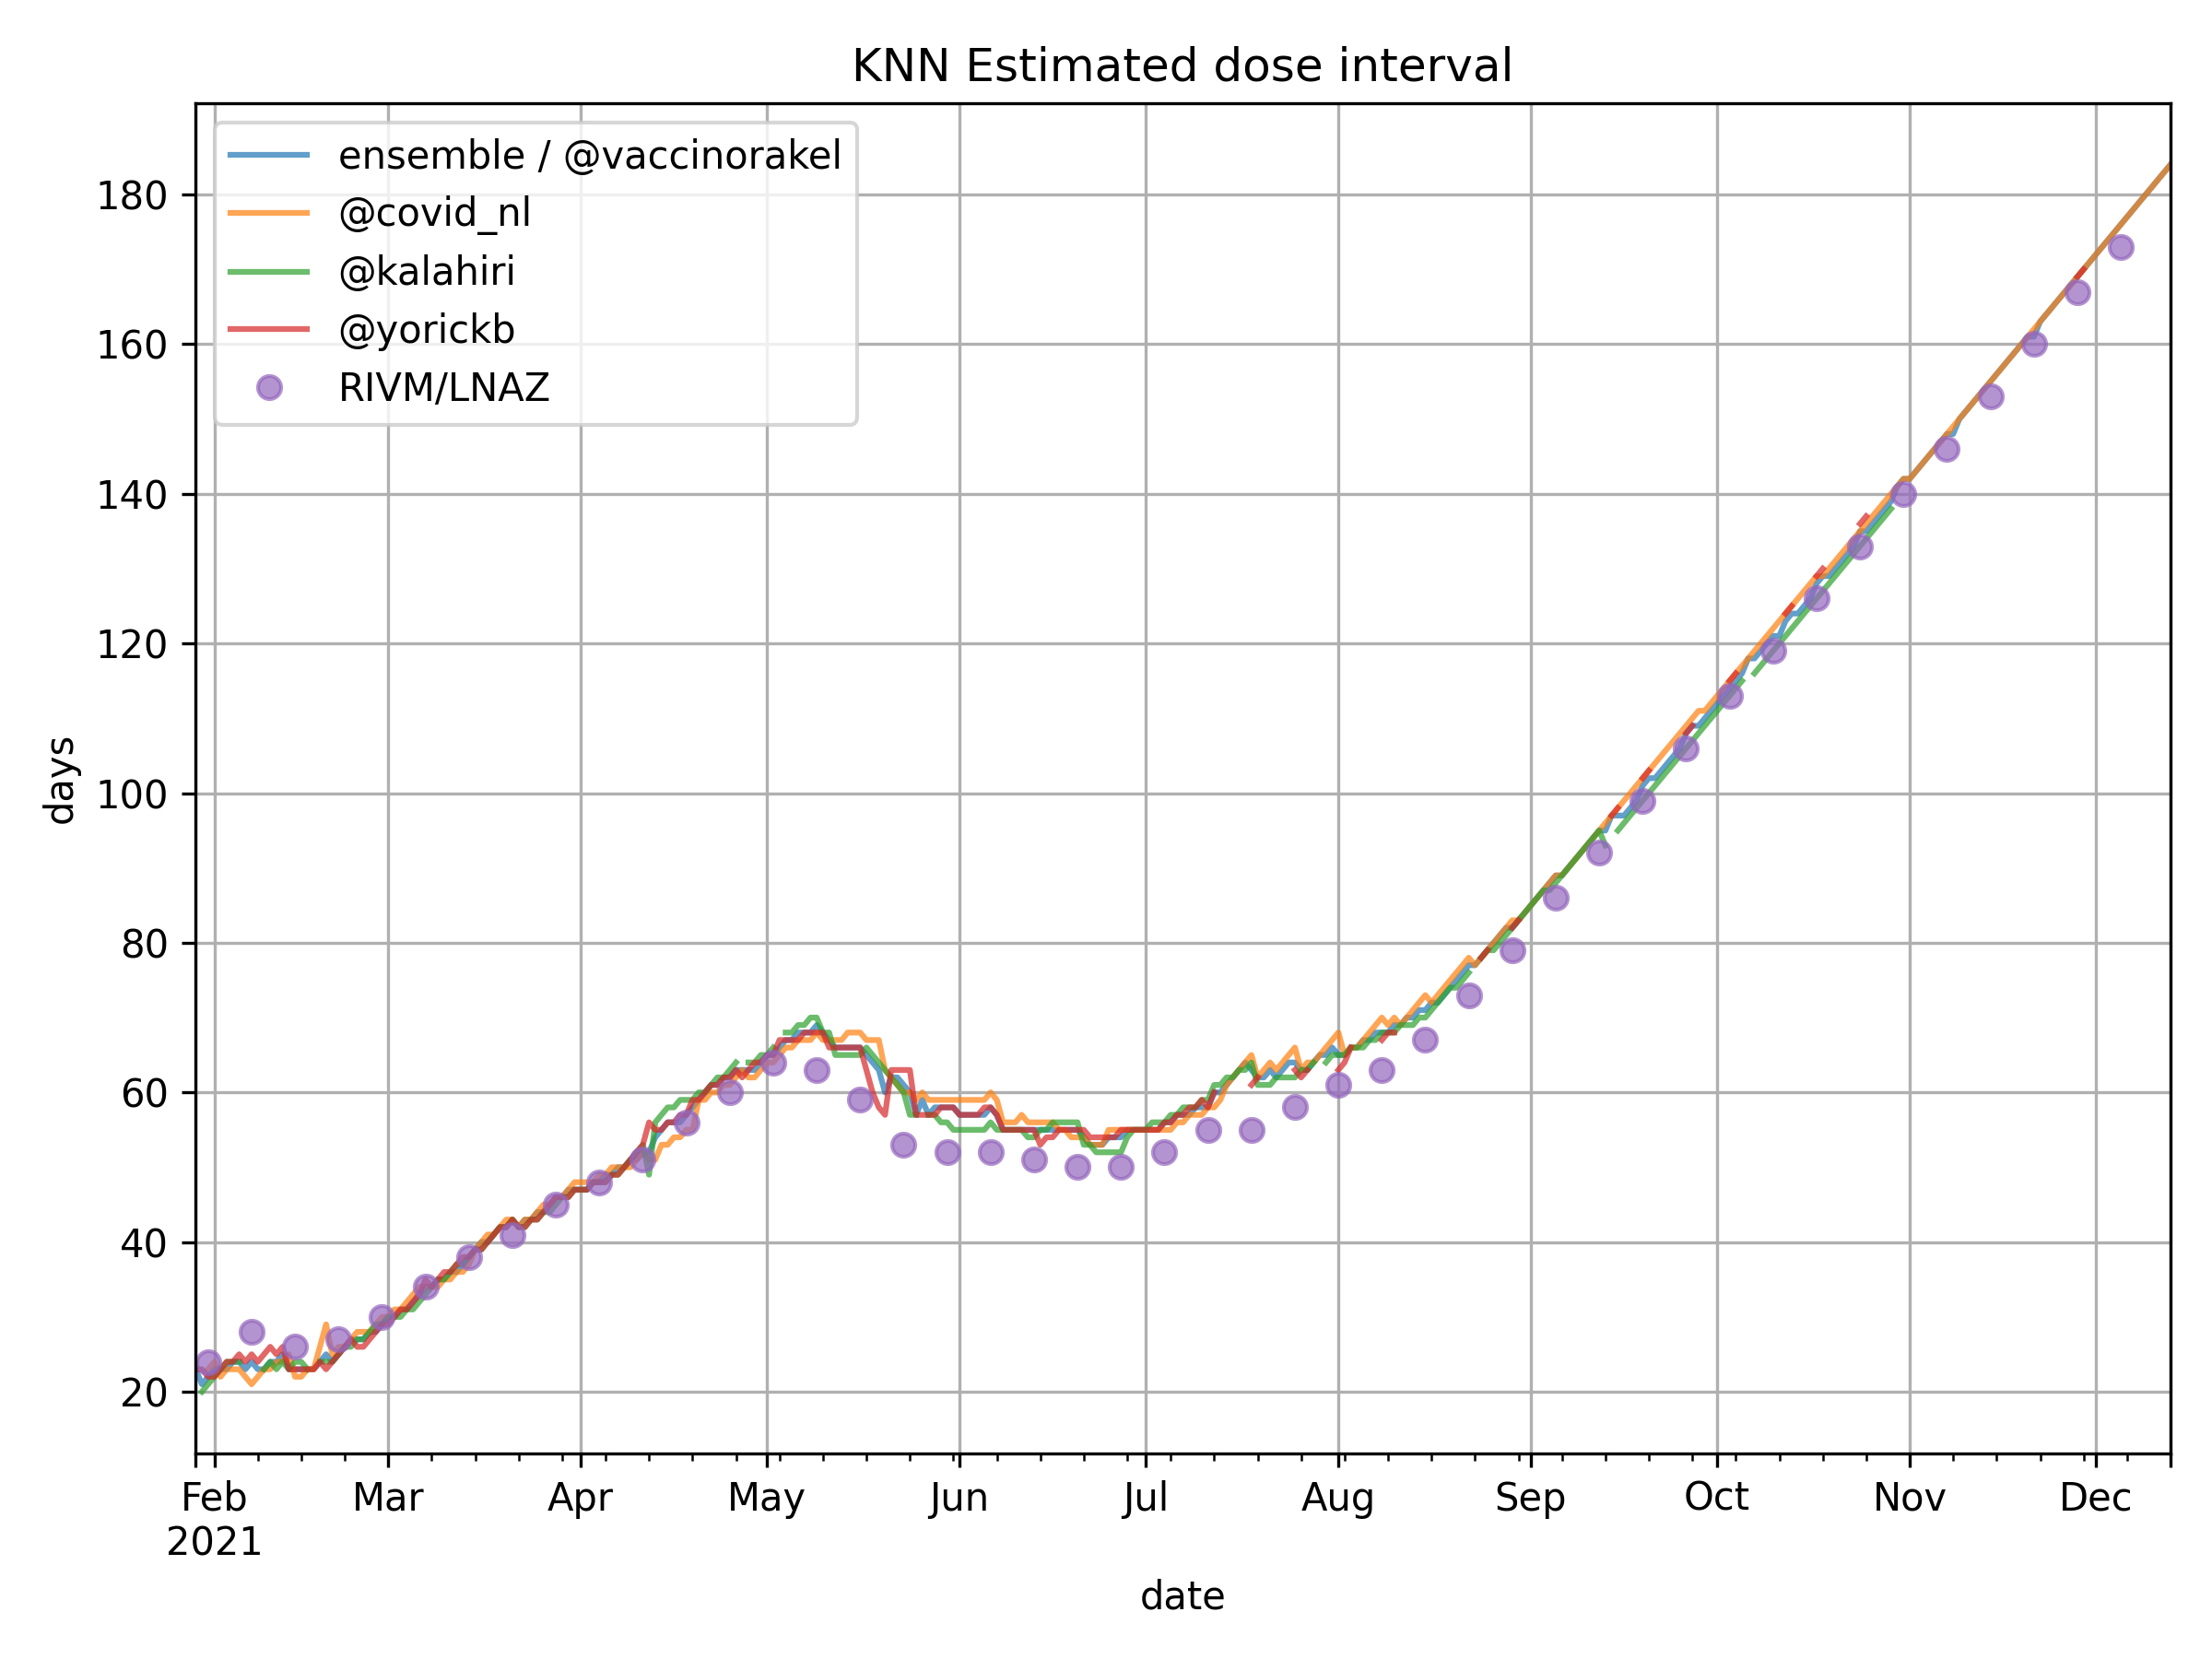 KNN Estimated dose interval
ensemble / @vaccinorakel
@covid_nl
@kalahiri
@yorickb
RIVM/LNAZ
180
160
140
120
100
80
60
40
20
days
Feb Mar Apr May Jun Jul Aug Sep Oct Nov Dec
2021
date